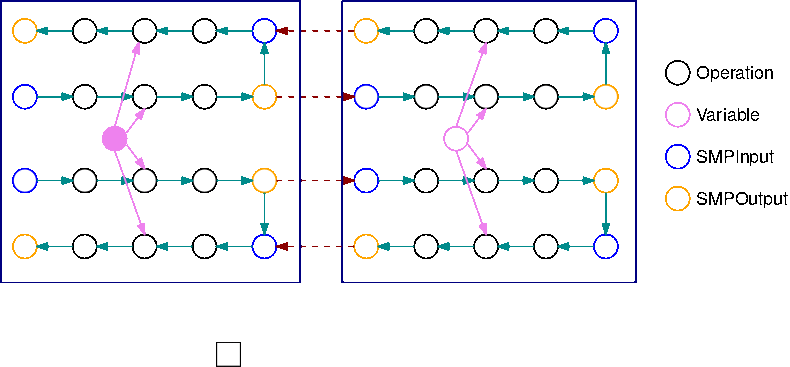 Operation
Variable
SMPInput
SMPOutput